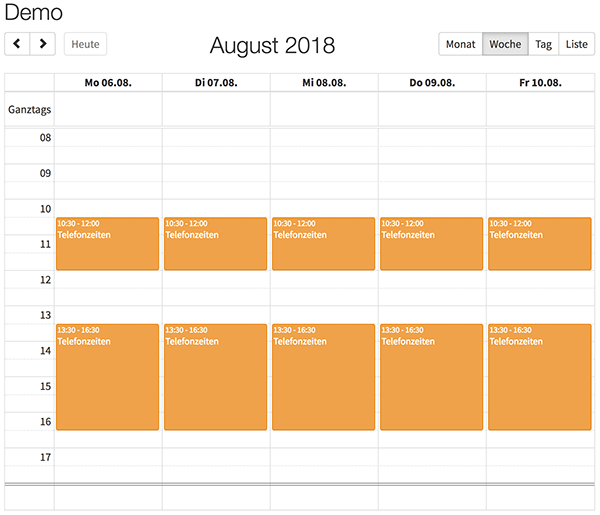 Demo
Heute
August 2018
Monat Woche Tag Liste
Mo 06.08. Di 07.08. Mi 08.08. Do 09.08. Fr 10.08.
Ganztags
08
09
10
10:30 - 12:00 10:30 - 12:00 10:30 - 12:00 10:30 - 12:00 10:30 - 12:00
Telefonzeiten Telefonzeiten Telefonzeiten Telefonzeiten Telefonzeiten
11
12
13
13:30 - 16:30 13:30 - 16:30 13:30 - 16:30 13:30 - 16:30 13:30 - 16:30
Telefonzeiten Telefonzeiten Telefonzeiten Telefonzeiten Telefonzeiten
14
15
16
17